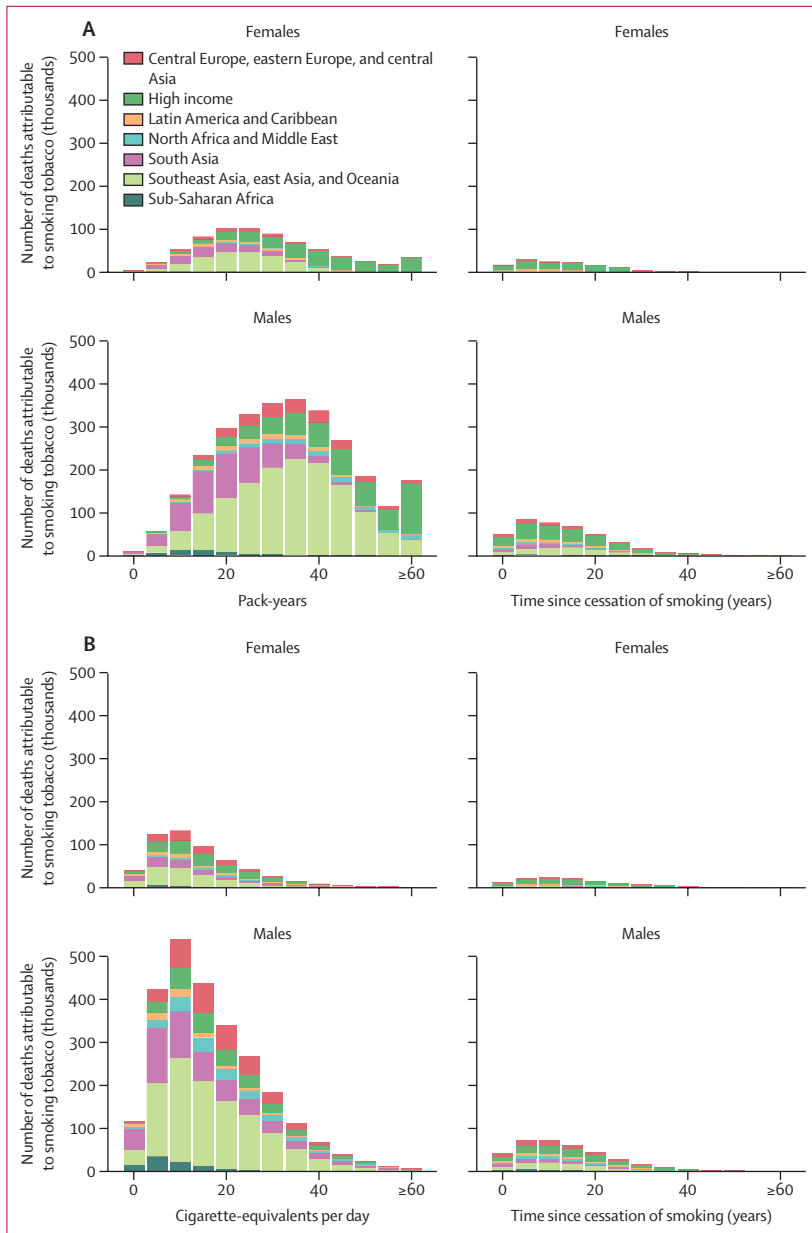 A
Females
Females
Number of deaths attributable
to smoking tobacco (thousands)
500
400
300
200
100
0
Central Europe, eastern Europe, and central
Asia
High income
Latin America and Caribbean
North Africa and Middle East
South Asia
Southeast Asia, east Asia, and Oceania
Sub-Saharan Africa
Males
Males
Number of deaths attributable
to smoking tobacco (thousands)
500
400
300
200
100
0
0
20
40
≥60
0
20
40
≥60
Pack-years
Time since cessation of smoking (years)
B
Females
Females
Number of deaths attributable
to smoking tobacco (thousands)
500
400
300
200
100
0
Males
Males
Number of deaths attributable
to smoking tobacco (thousands)
500
400
300
200
100
0
0
20
40
≥60
0
20
40
≥60
Cigarette-equivalents per day
Time since cessation of smoking (years)